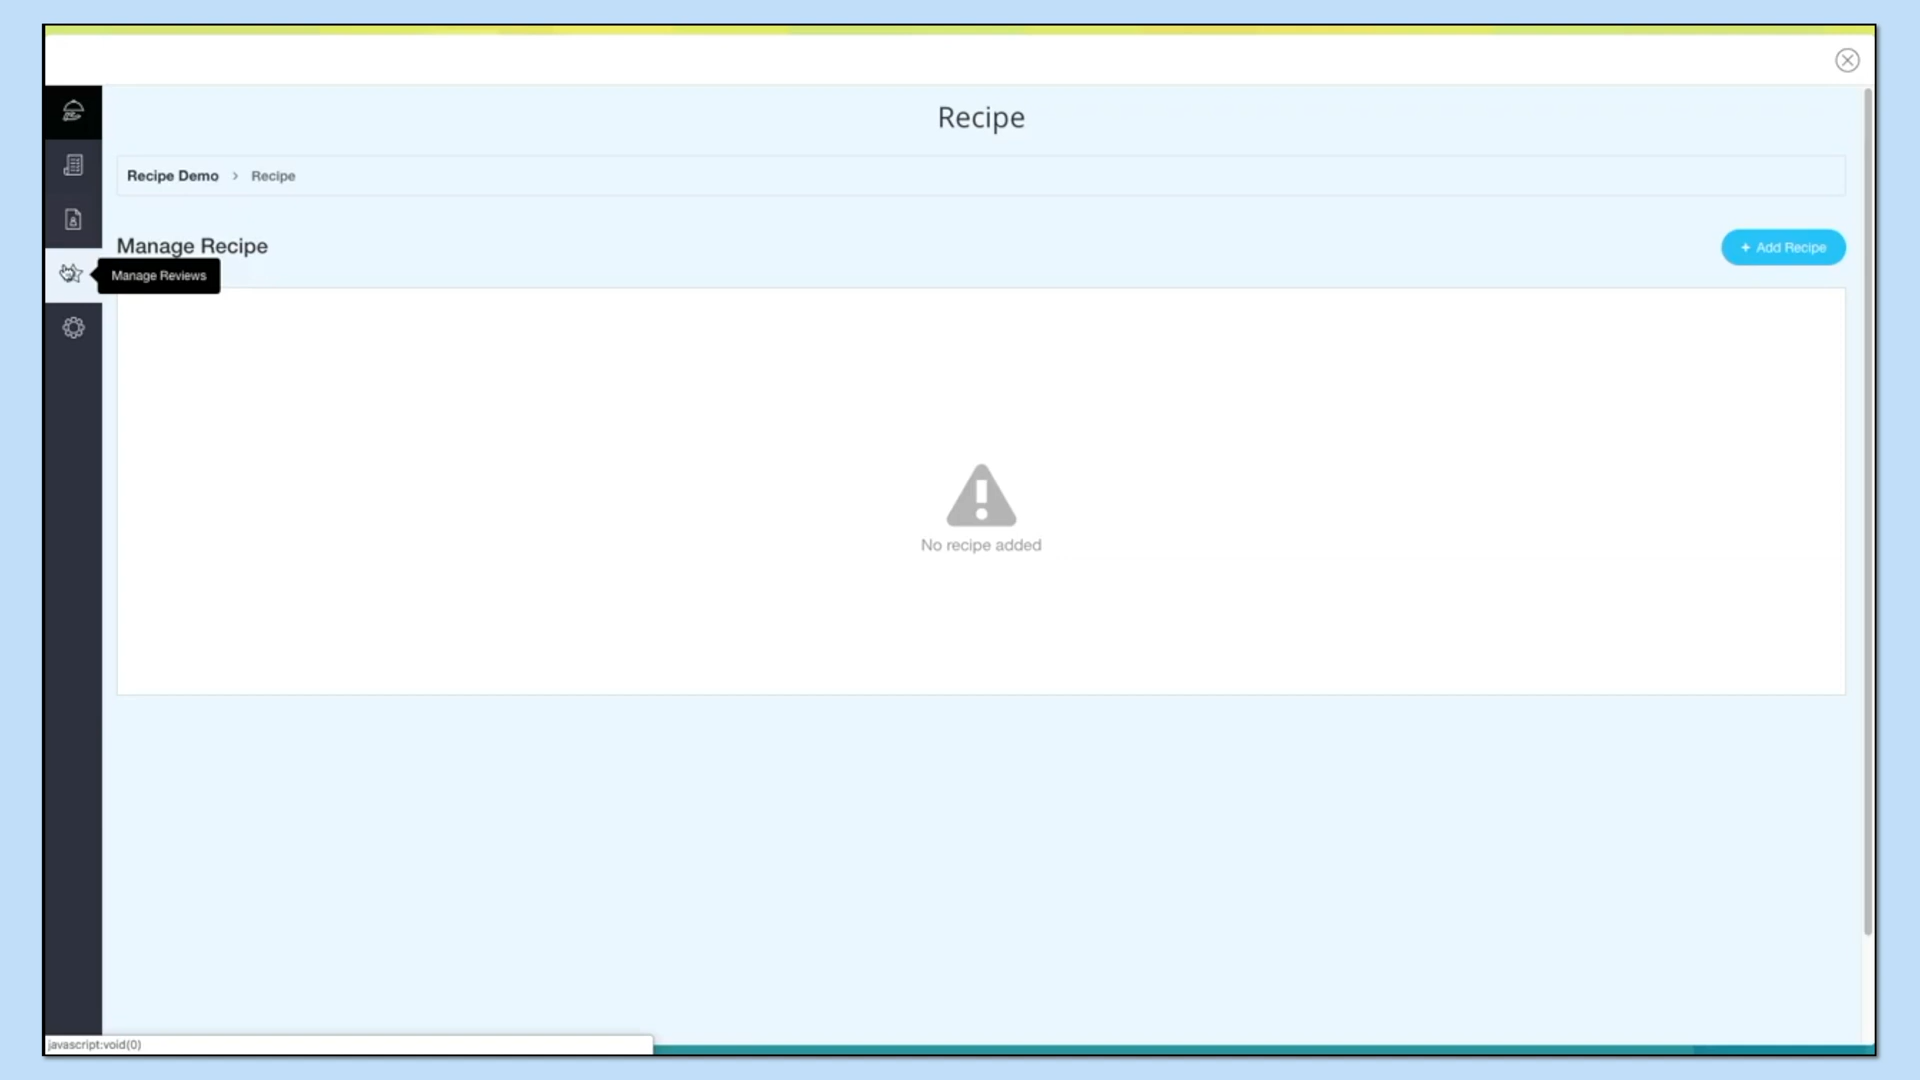 Recipe
Recipe Demo > Recipe
Manage Recipe
+ Add Recipe
Manage Reviews
No recipe added
javascript:void(0)